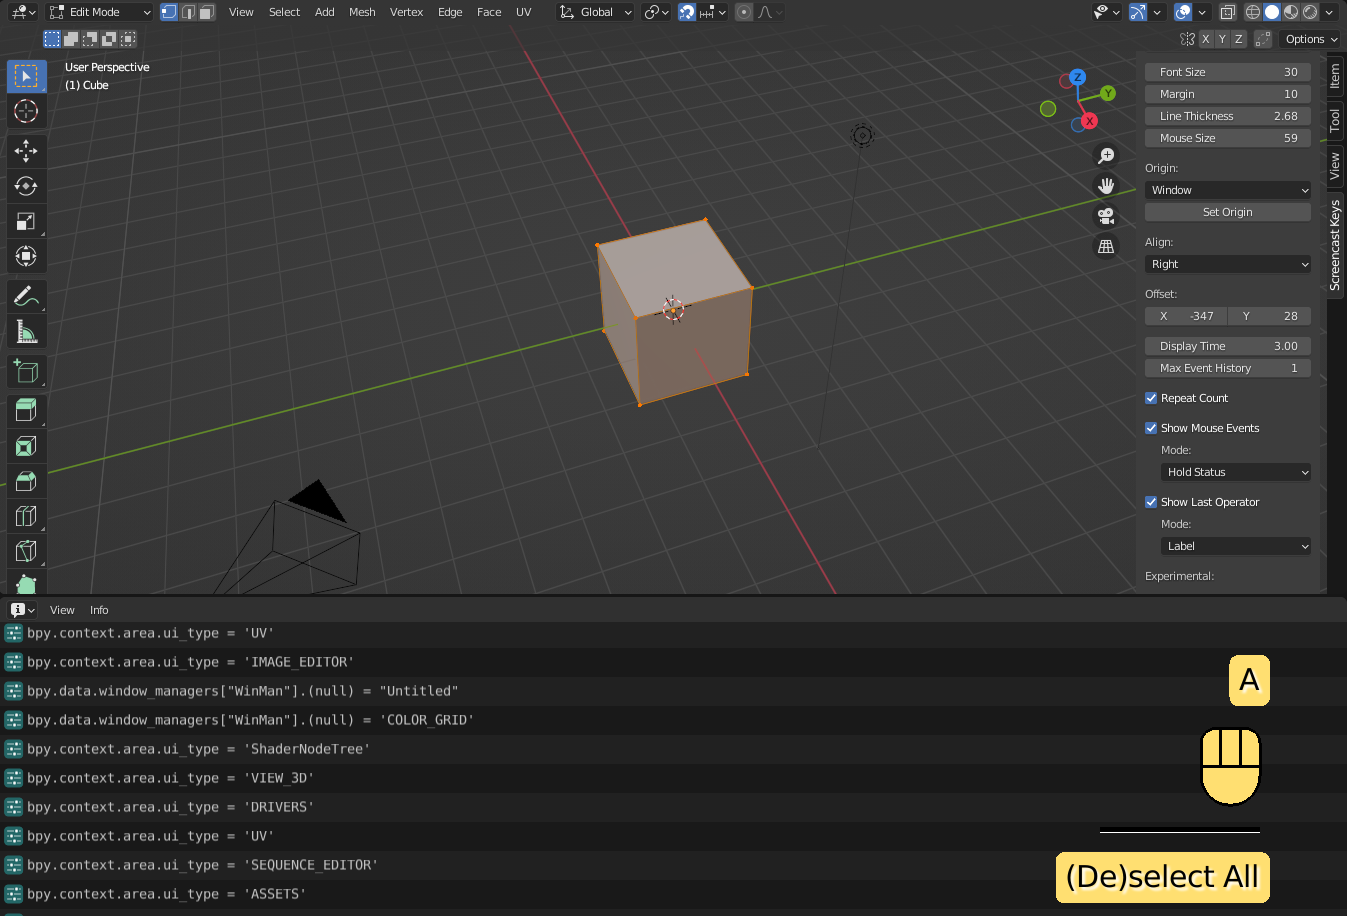 Edit Mode View Select Add Mesh Vertex Edge Face UV Global
X Y Z Options
User Perspective
(1) Cube
Z
Y
X
Font Size 30
Margin 10
Line Thickness 2.68
Mouse Size 59
Origin:
Window
Set Origin
Align:
Right
Offset:
X -347 Y 28
Display Time 3.00
Max Event History 1
Repeat Count
Show Mouse Events
Mode:
Hold Status
Show Last Operator
Mode:
Label
Experimental:
Item
Tool
View
Screencast Keys
View Info
bpy.context.area.ui_type = 'UV'
bpy.context.area.ui_type = 'IMAGE_EDITOR'
bpy.data.window_managers["WinMan"].(null) = "Untitled"
bpy.data.window_managers["WinMan"].(null) = 'COLOR_GRID'
bpy.context.area.ui_type = 'ShaderNodeTree'
bpy.context.area.ui_type = 'VIEW_3D'
bpy.context.area.ui_type = 'DRIVERS'
bpy.context.area.ui_type = 'UV'
bpy.context.area.ui_type = 'SEQUENCE_EDITOR'
bpy.context.area.ui_type = 'ASSETS'
A
(De)select All